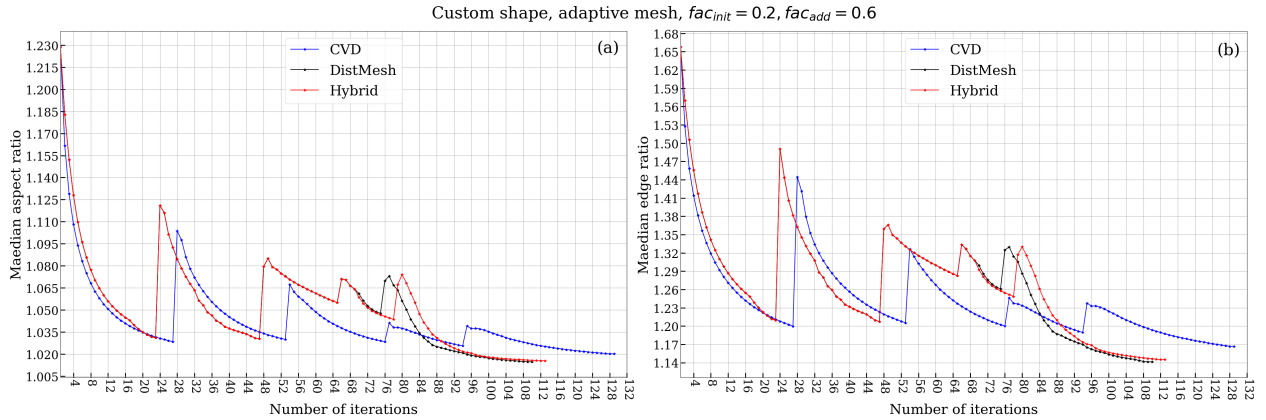 Custom shape, adaptive mesh, fac_init = 0.2, fac_add = 0.6
(a)
CVD
DistMesh
Hybrid
Maedian aspect ratio
1.230
1.215
1.200
1.185
1.170
1.155
1.140
1.125
1.110
1.095
1.080
1.065
1.050
1.035
1.020
1.005
4 8 12 16 20 24 28 32 36 40 44 48 52 56 60 64 68 72 76 80 84 88 92 96 100 104 108 112 116 120 124 128 132
Number of iterations
(b)
CVD
DistMesh
Hybrid
Maedian edge ratio
1.68
1.65
1.62
1.59
1.56
1.53
1.50
1.47
1.44
1.41
1.38
1.35
1.32
1.29
1.26
1.23
1.20
1.17
1.14
4 8 12 16 20 24 28 32 36 40 44 48 52 56 60 64 68 72 76 80 84 88 92 96 100 104 108 112 116 120 124 128 132
Number of iterations